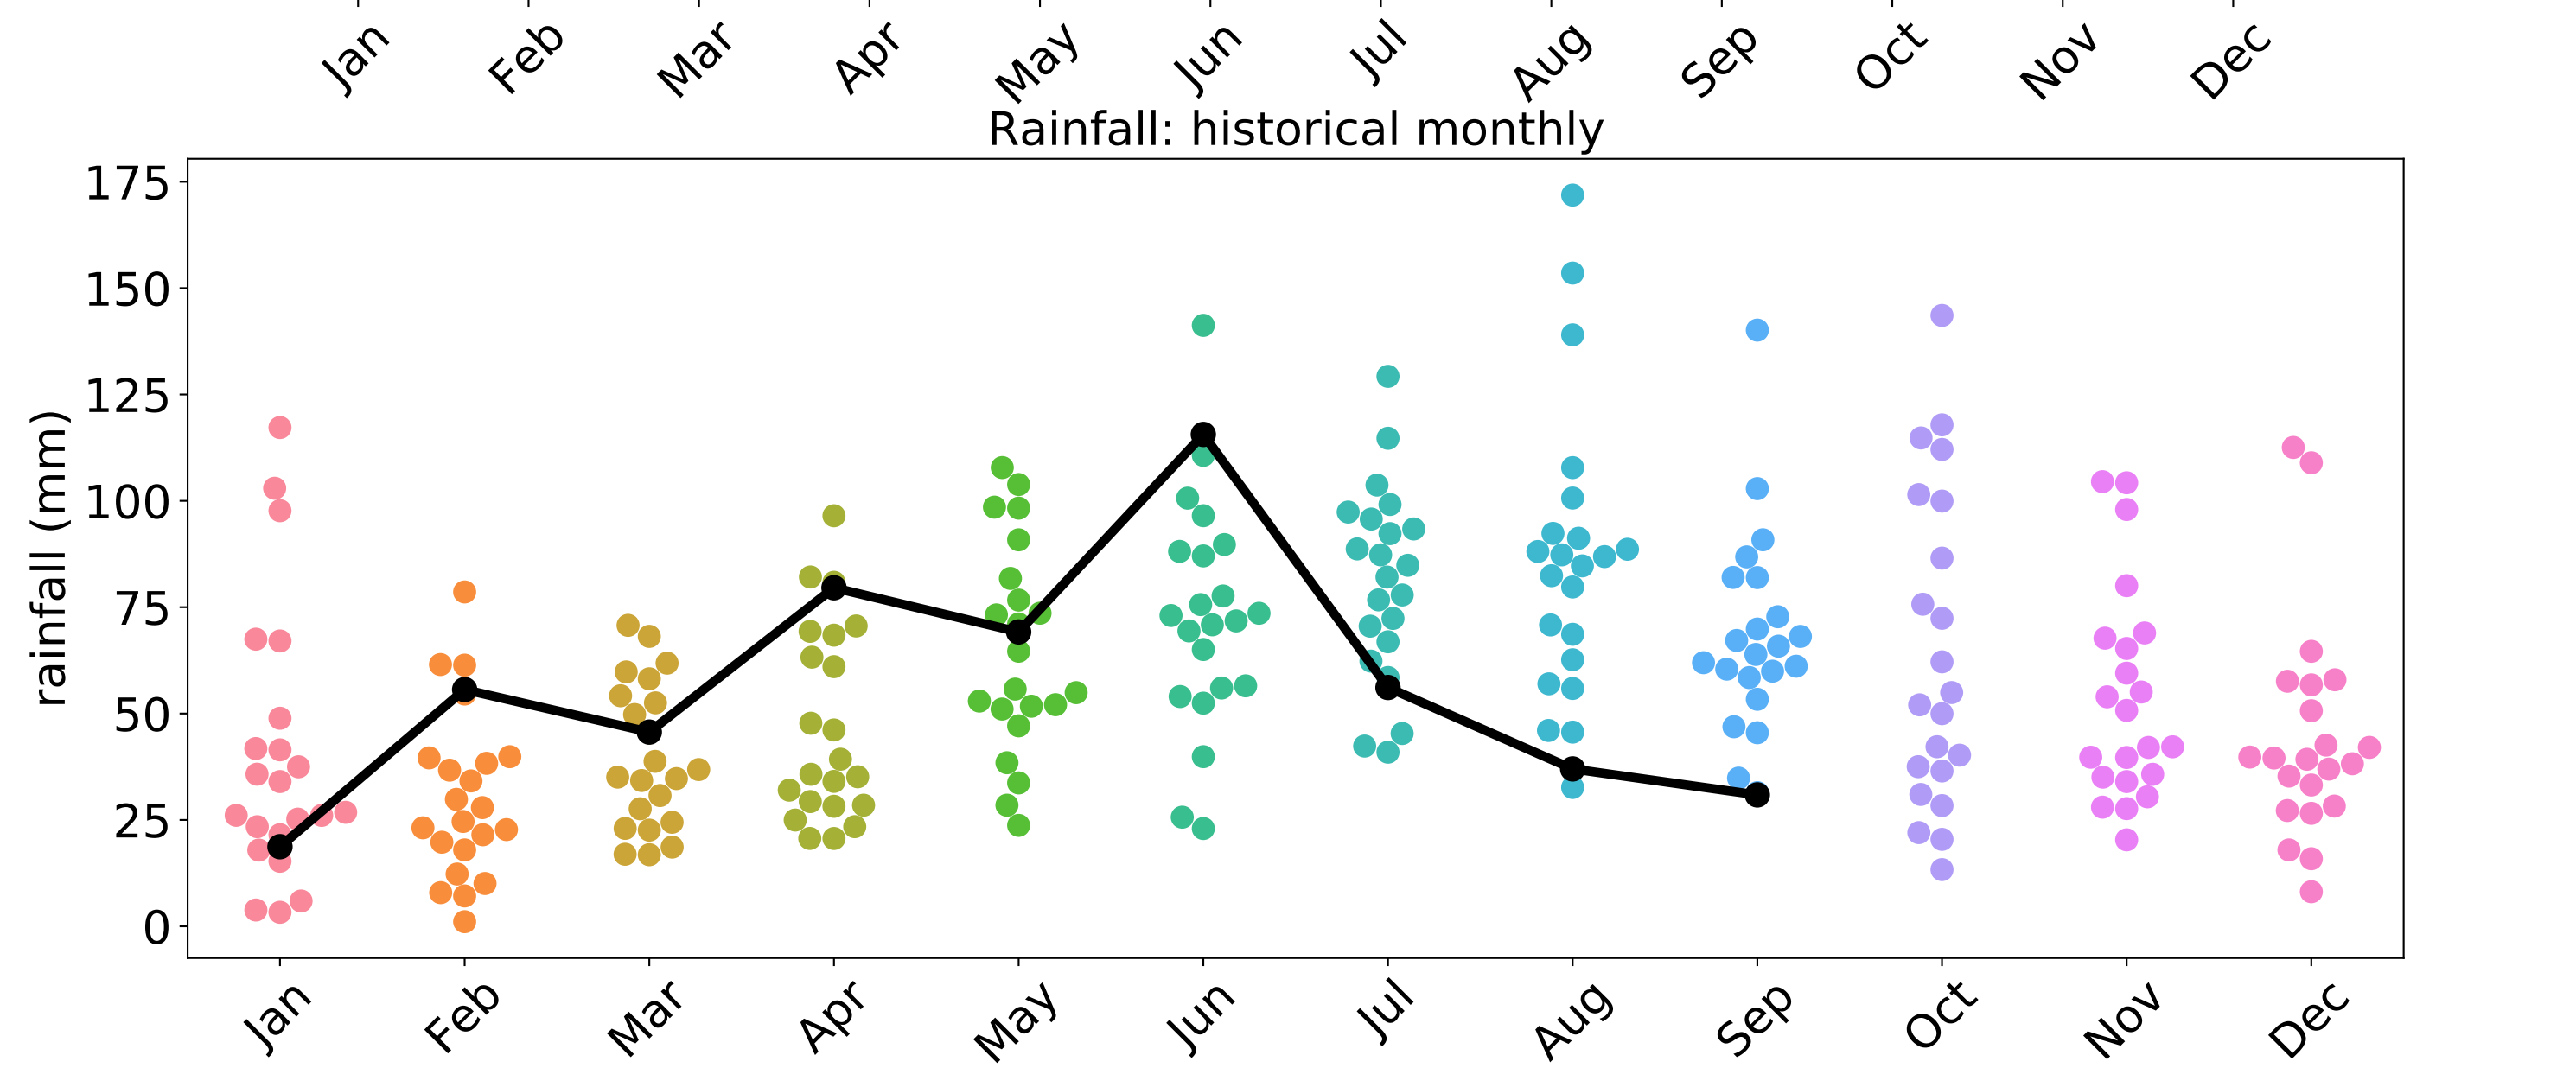 Jan Feb Mar Apr May Jun Jul Aug Sep Oct Nov Dec
Rainfall: historical monthly
175
150
125
100
75
50
25
0
rainfall (mm)
Jan Feb Mar Apr May Jun Jul Aug Sep Oct Nov Dec